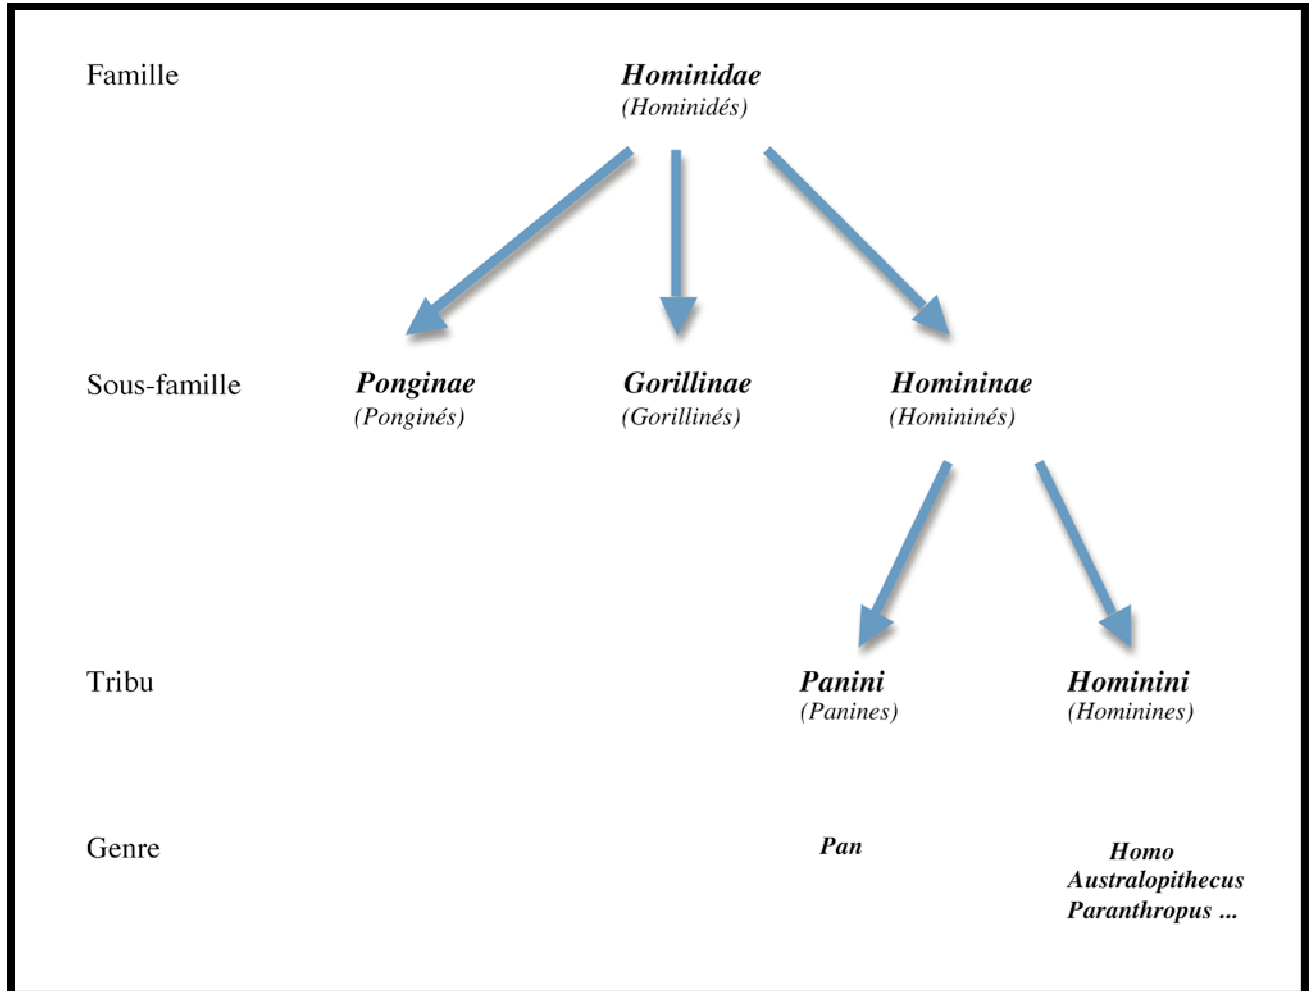 Famille
Hominidae
(Hominidés)
Sous-famille
Ponginae
(Ponginés)
Gorillinae
(Gorillinés)
Homininae
(Homininés)
Tribu
Panini
(Panines)
Hominini
(Hominines)
Genre
Pan
Homo
Australopithecus
Paranthropus ...